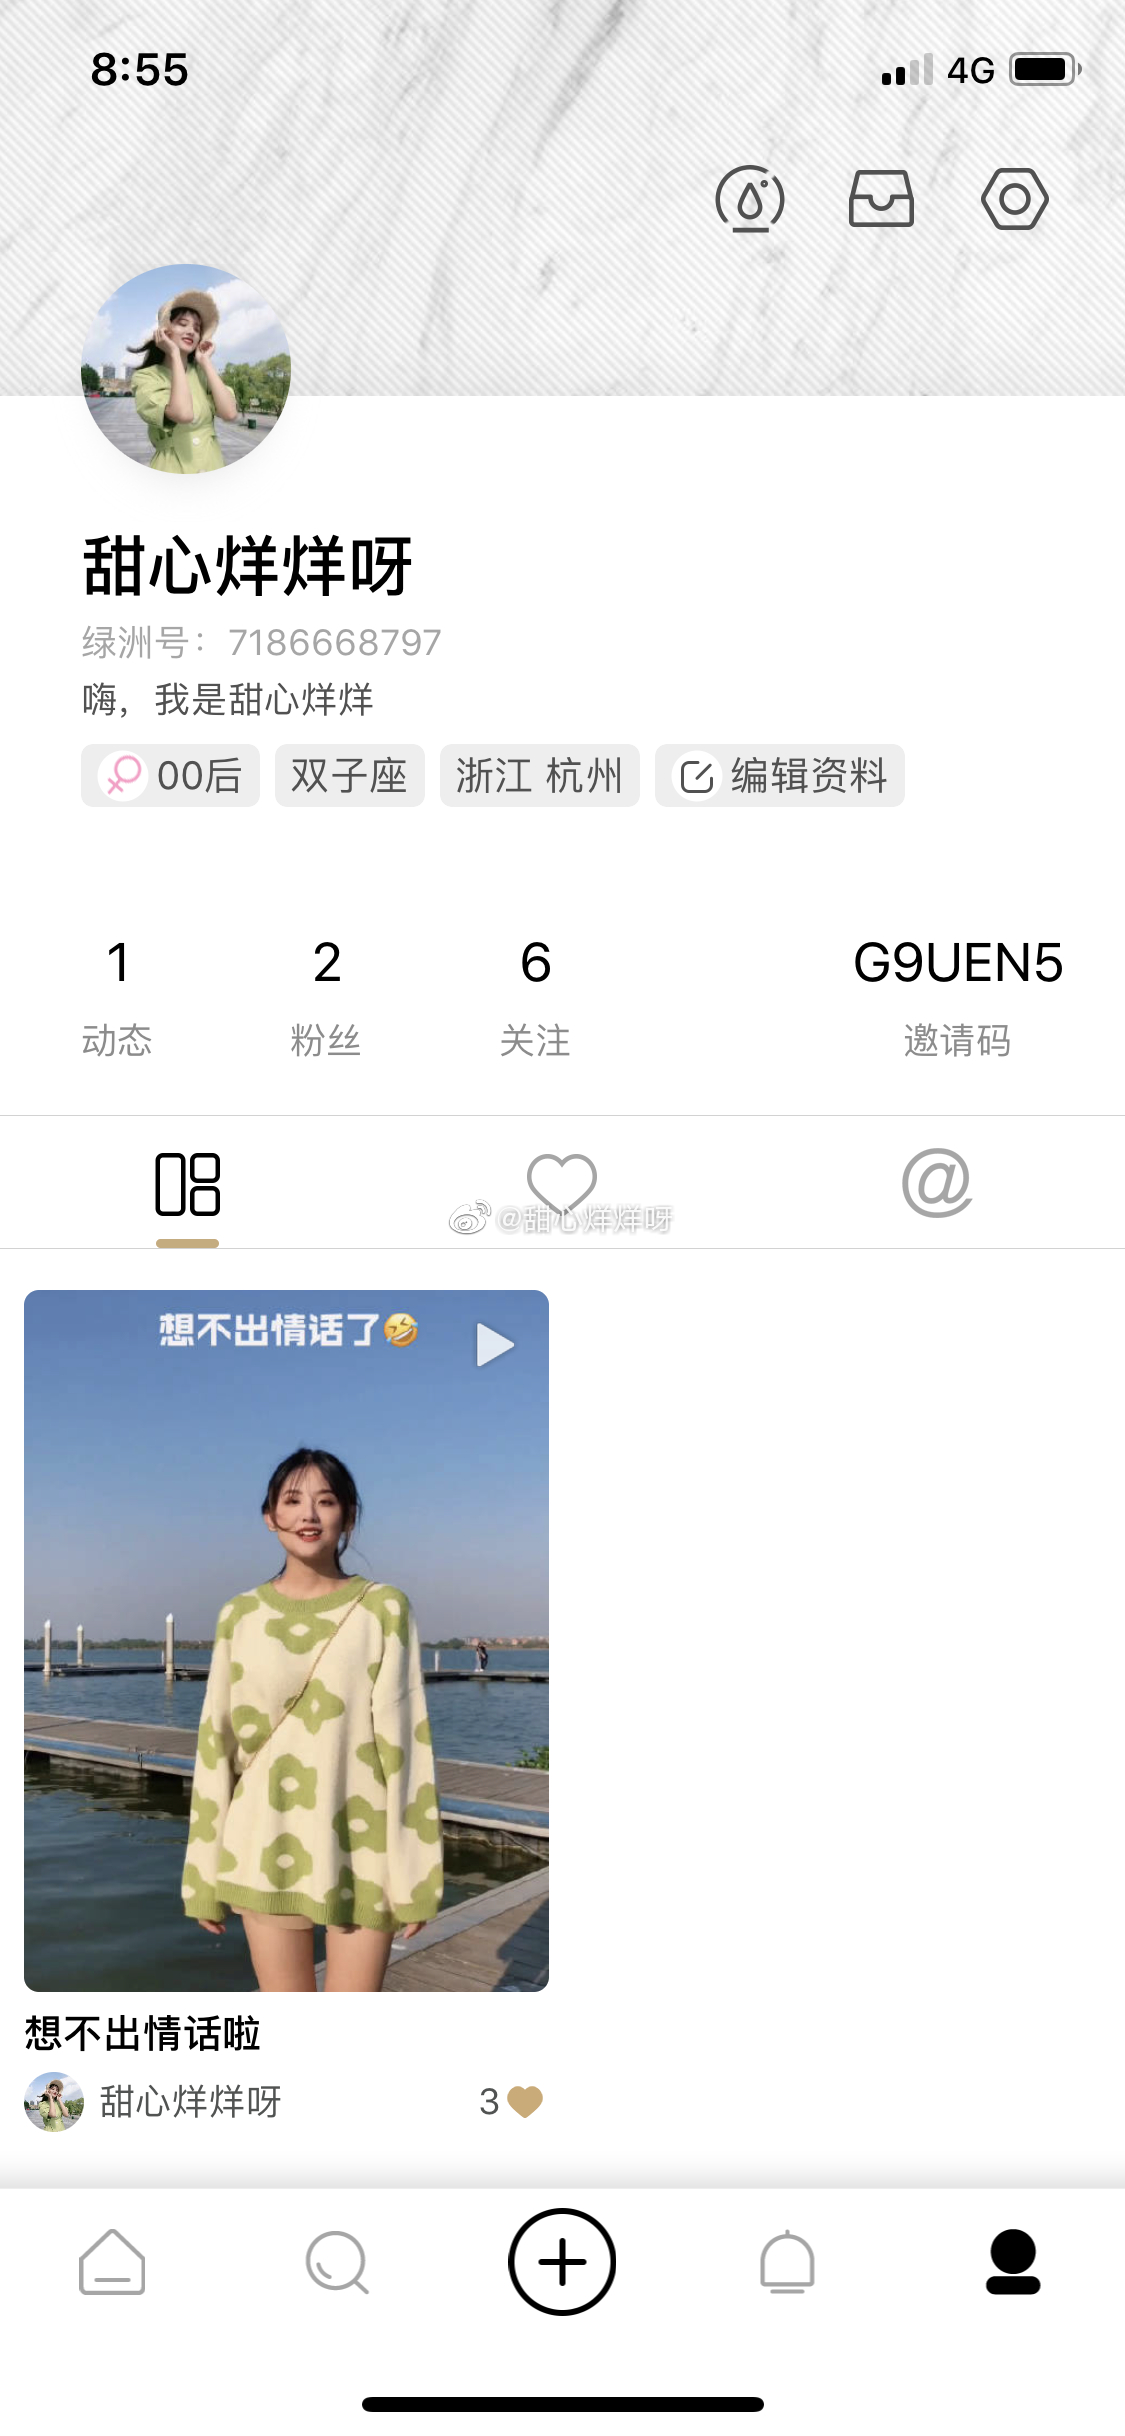 8:55
4G
甜心烊烊呀
绿洲号：7186668797
嗨，我是甜心烊烊
00后 双子座 浙江 杭州 编辑资料
1 2 6 G9UEN5
动态 粉丝 关注 邀请码
@
@甜心烊烊呀
想不出情话了🤣
想不出情话啦
甜心烊烊呀 3